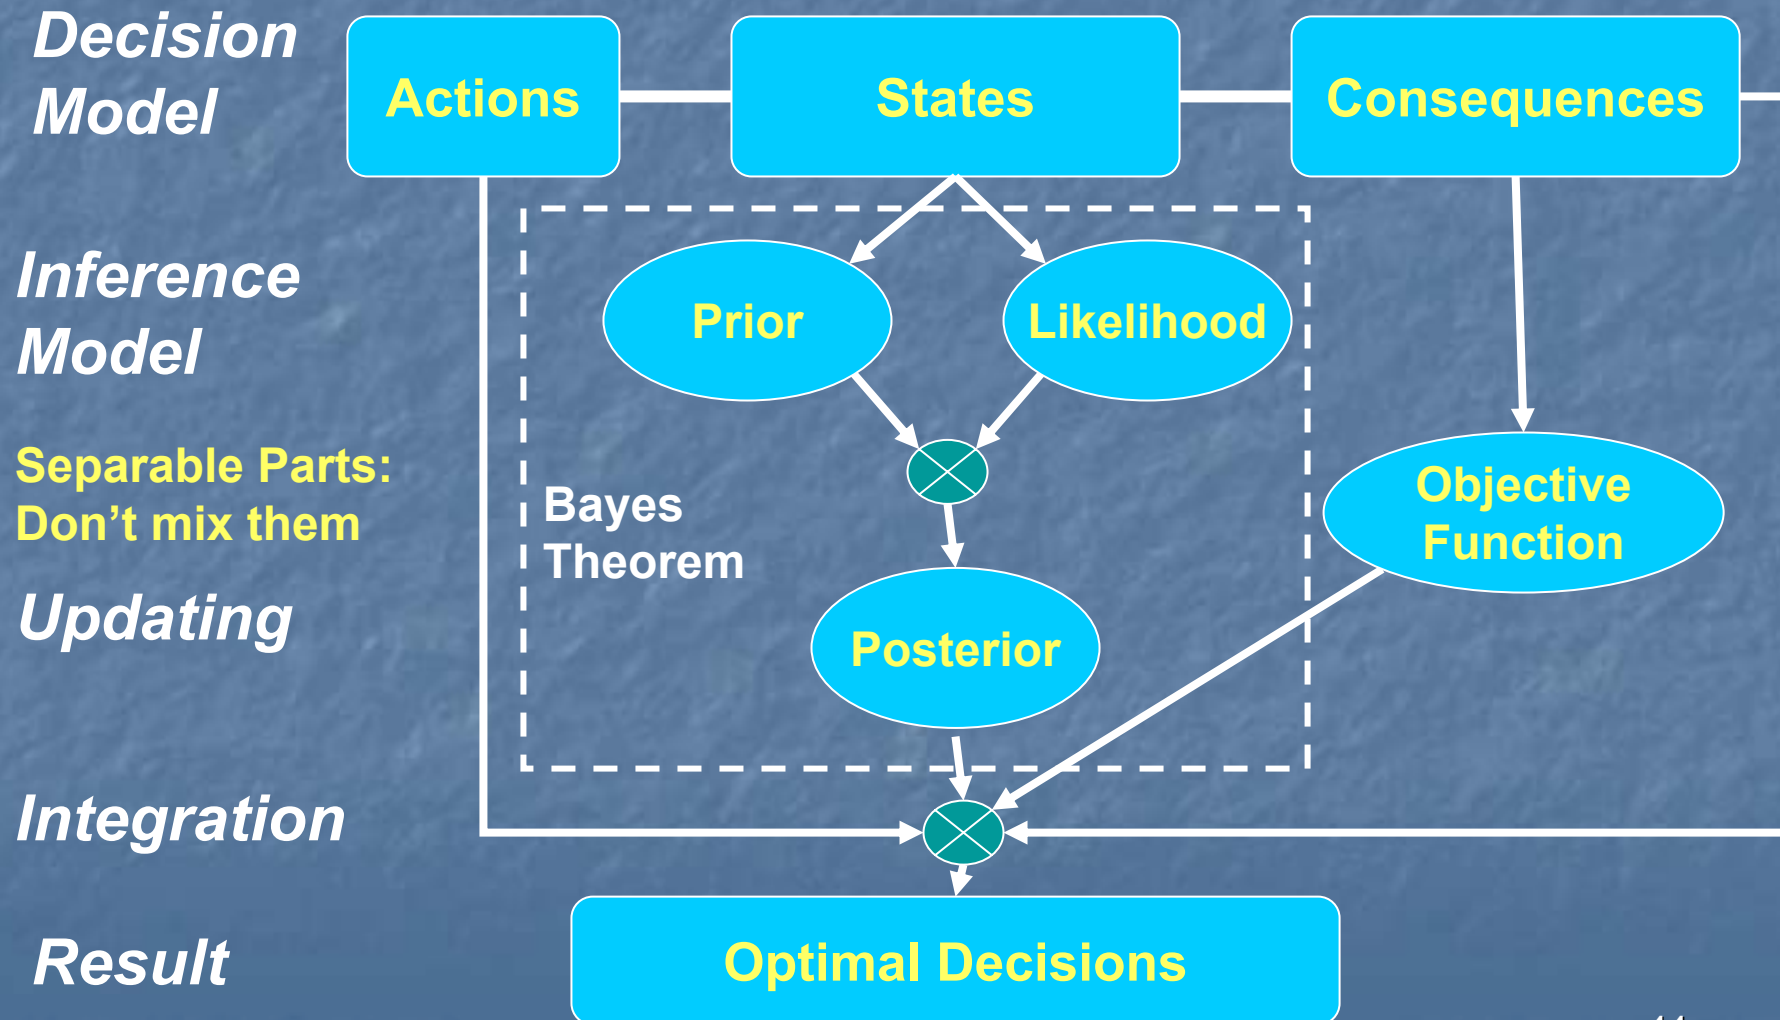 Decision
Model
Actions
States
Consequences
Inference
Model
Prior
Likelihood
Separable Parts:
Don't mix them
Bayes
Theorem
Objective
Function
Updating
Posterior
Integration
Result
Optimal Decisions